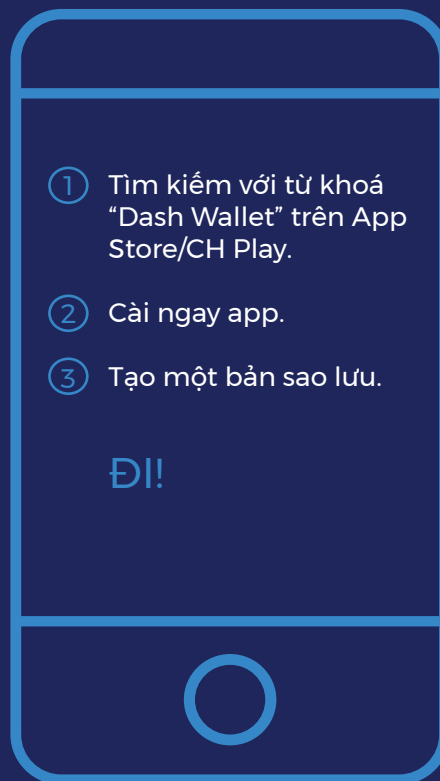 1 Tìm kiếm với từ khoá
“Dash Wallet” trên App
Store/CH Play.
2 Cài ngay app.
3 Tạo một bản sao lưu.
ĐI!